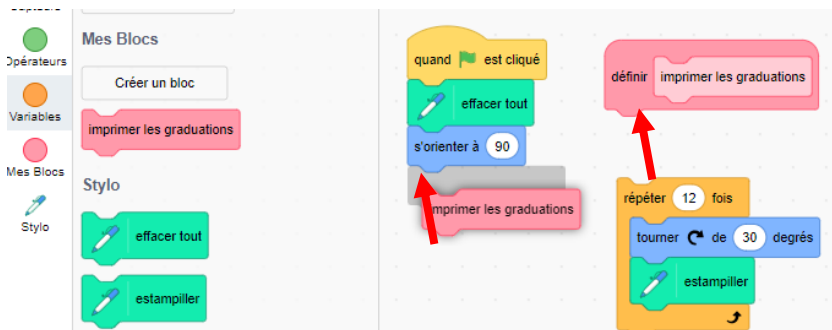 Opérateurs
Variables
Mes Blocs
Stylo
Mes Blocs
Créer un bloc
imprimer les graduations
Stylo
effacer tout
estampiller
quand est cliqué
effacer tout
s'orienter à 90
imprimer les graduations
définir imprimer les graduations
répéter 12 fois
tourner de 30 degrés
estampiller